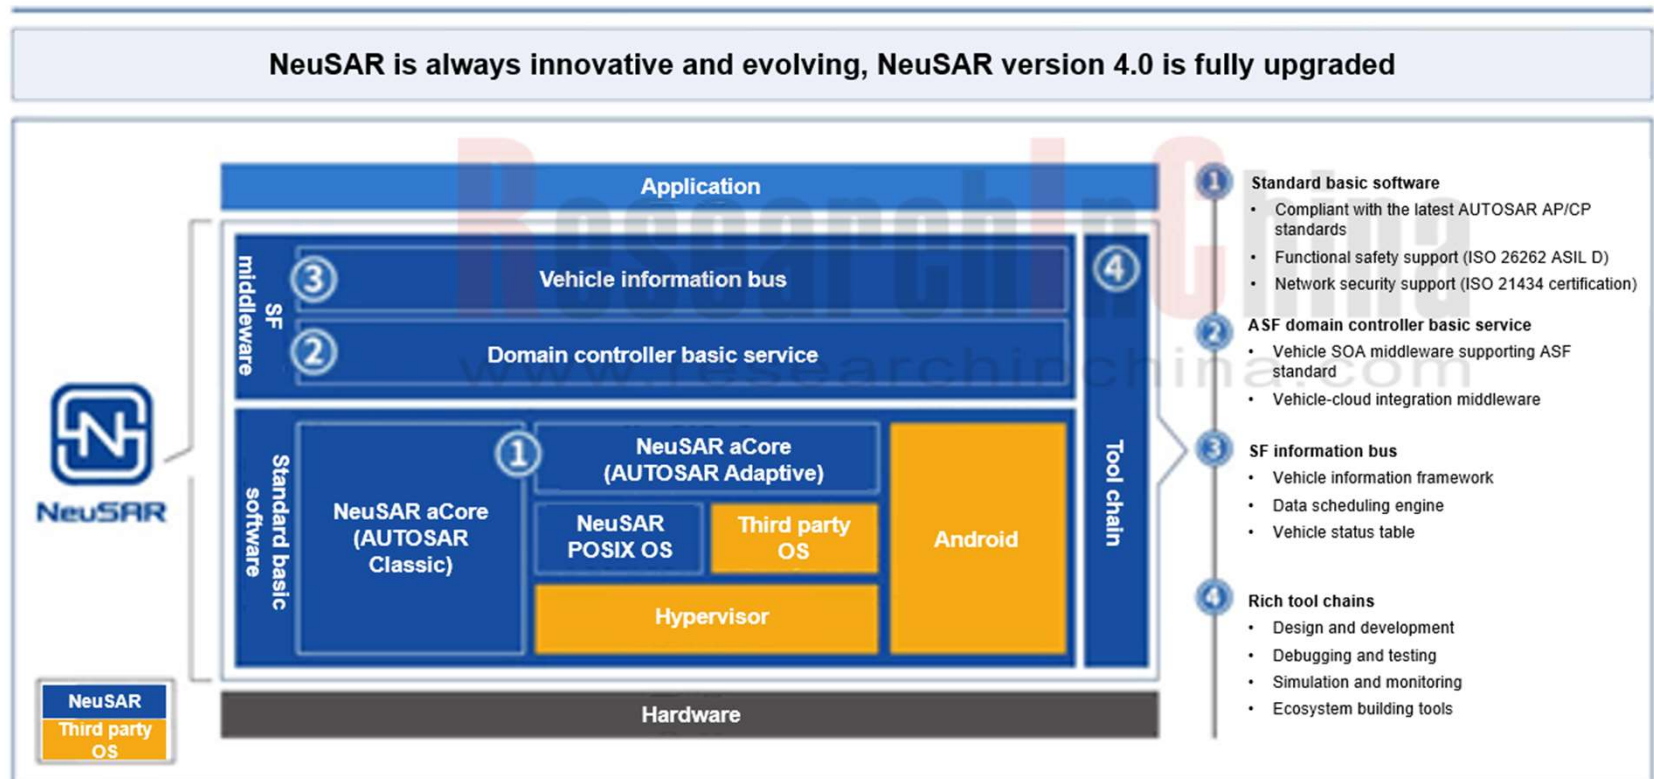 NeuSAR is always innovative and evolving, NeuSAR version 4.0 is fully upgraded
ResearchInChina
www.researchinchina.com
NeuSAR
Application
SF
middleware
3
Vehicle information bus
2
Domain controller basic service
Standard basic
software
NeuSAR aCore
(AUTOSAR
Classic)
1
NeuSAR aCore
(AUTOSAR Adaptive)
NeuSAR
POSIX OS
Third party
OS
Hypervisor
Android
4
Tool chain
Hardware
NeuSAR
Third party
OS
1
Standard basic software
• Compliant with the latest AUTOSAR AP/CP
standards
• Functional safety support (ISO 26262 ASIL D)
• Network security support (ISO 21434 certification)
2
ASF domain controller basic service
• Vehicle SOA middleware supporting ASF
standard
• Vehicle-cloud integration middleware
3
SF information bus
• Vehicle information framework
• Data scheduling engine
• Vehicle status table
4
Rich tool chains
• Design and development
• Debugging and testing
• Simulation and monitoring
• Ecosystem building tools